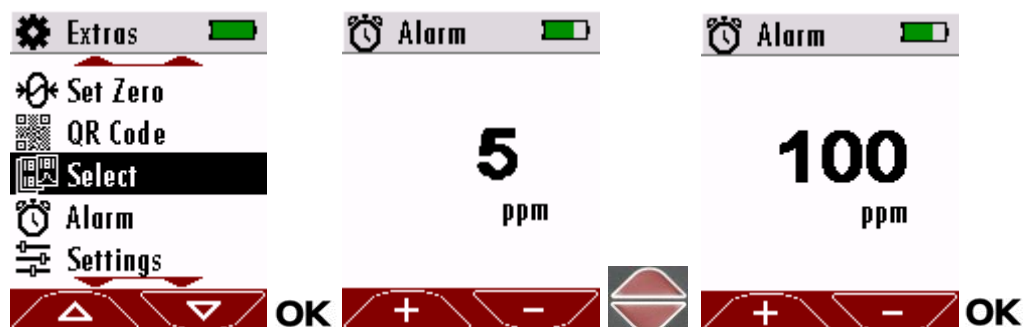 Extras
Set Zero
QR Code
Select
Alarm
Settings
OK
Alarm
5
ppm
+ −
Alarm
100
ppm
+ −
OK